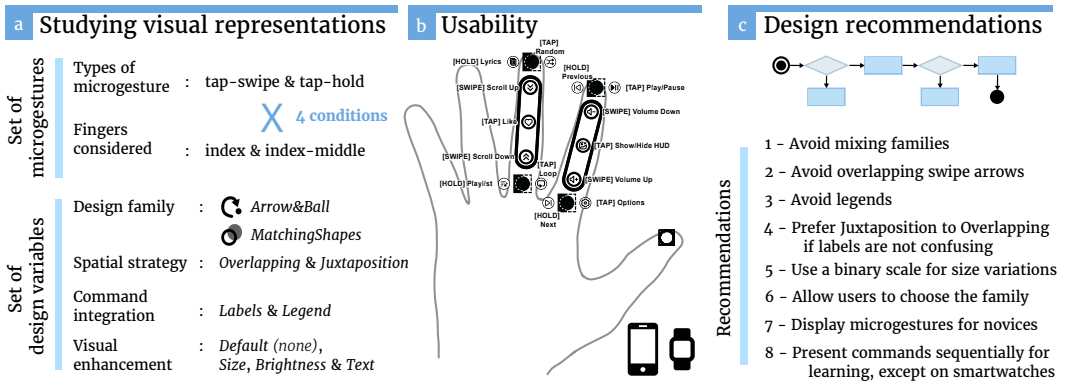 a Studying visual representations
Set of
microgestures
Types of
microgesture : tap-swipe & tap-hold
X 4 conditions
Fingers
considered : index & index-middle
Set of
design variables
Design family : Arrow&Ball
MatchingShapes
Spatial strategy : Overlapping & Juxtaposition
Command
integration : Labels & Legend
Visual
enhancement : Default (none),
Size, Brightness & Text
b Usability
[TAP]
Random
[HOLD] Lyrics
[SWIPE] Scroll Up
[TAP] Like
[SWIPE] Scroll Down
[TAP]
Loop
[HOLD] Playlist
[HOLD]
Previous
[TAP] Play/Pause
[SWIPE] Volume Down
[TAP] Show/Hide HUD
[SWIPE] Volume Up
[TAP] Options
[HOLD]
Next
c Design recommendations
Recommendations
1 - Avoid mixing families
2 - Avoid overlapping swipe arrows
3 - Avoid legends
4 - Prefer Juxtaposition to Overlapping
if labels are not confusing
5 - Use a binary scale for size variations
6 - Allow users to choose the family
7 - Display microgestures for novices
8 - Present commands sequentially for
learning, except on smartwatches